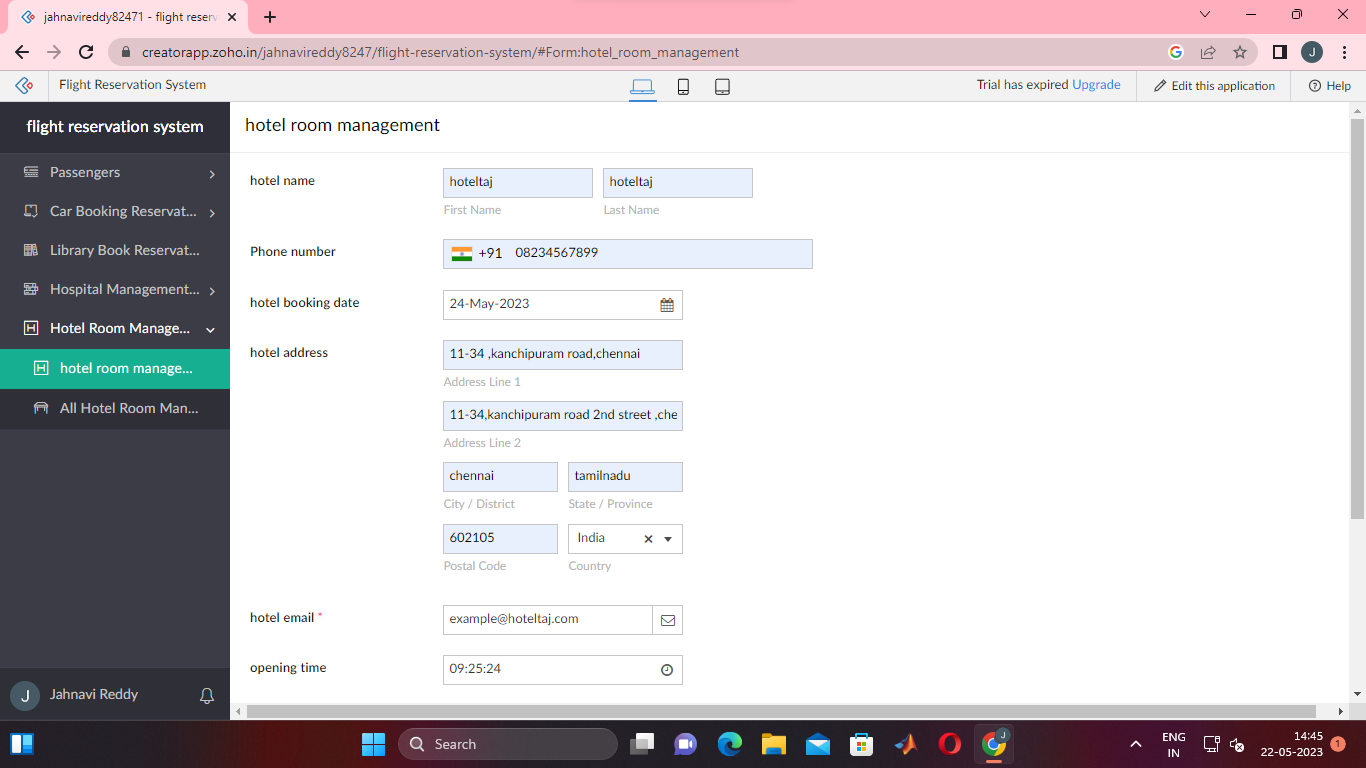 jahnavireddy82471 - flight reserv
creatorapp.zoho.in/jahnavireddy8247/flight-reservation-system/#Form:hotel_room_management
J
Flight Reservation System
Trial has expired Upgrade
Edit this application
Help
flight reservation system
Passengers
Car Booking Reservat...
Library Book Reservat...
Hospital Management...
Hotel Room Manage...
hotel room manage...
All Hotel Room Man...
J
Jahnavi Reddy
hotel room management
hotel name
hoteltaj
hoteltaj
First Name
Last Name
Phone number
+91 08234567899
hotel booking date
24-May-2023
hotel address
11-34 ,kanchipuram road,chennai
Address Line 1
11-34,kanchipuram road 2nd street ,che
Address Line 2
chennai
tamilnadu
City / District
State / Province
602105
India
Postal Code
Country
hotel email *
example@hoteltaj.com
opening time
09:25:24
Search
J
ENG
IN
14:45
22-05-2023
1